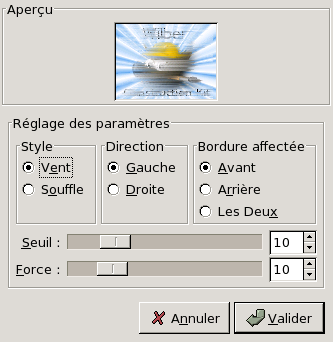 Aperçu
Wilber
Construction Kit
Réglage des paramètres
Style Direction Bordure affectée
Vent Gauche Avant
Souffle Droite Arrière
Les Deux
Seuil : 10
Force : 10
Annuler Valider